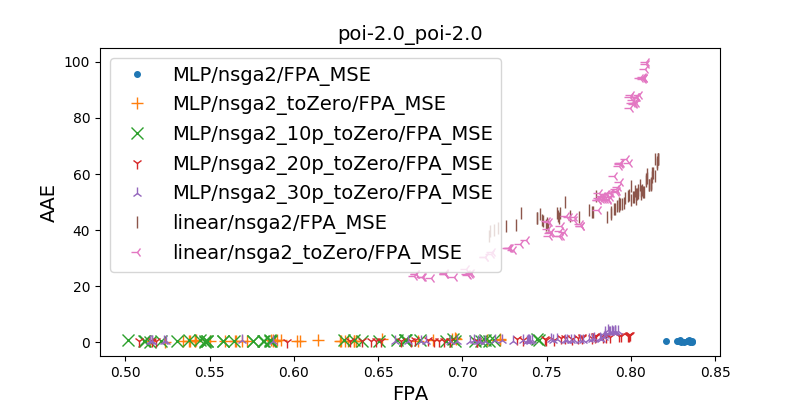 poi-2.0_poi-2.0
AAE
100
80
60
40
20
0
MLP/nsga2/FPA_MSE
MLP/nsga2_toZero/FPA_MSE
MLP/nsga2_10p_toZero/FPA_MSE
MLP/nsga2_20p_toZero/FPA_MSE
MLP/nsga2_30p_toZero/FPA_MSE
linear/nsga2/FPA_MSE
linear/nsga2_toZero/FPA_MSE
0.50 0.55 0.60 0.65 0.70 0.75 0.80 0.85
FPA